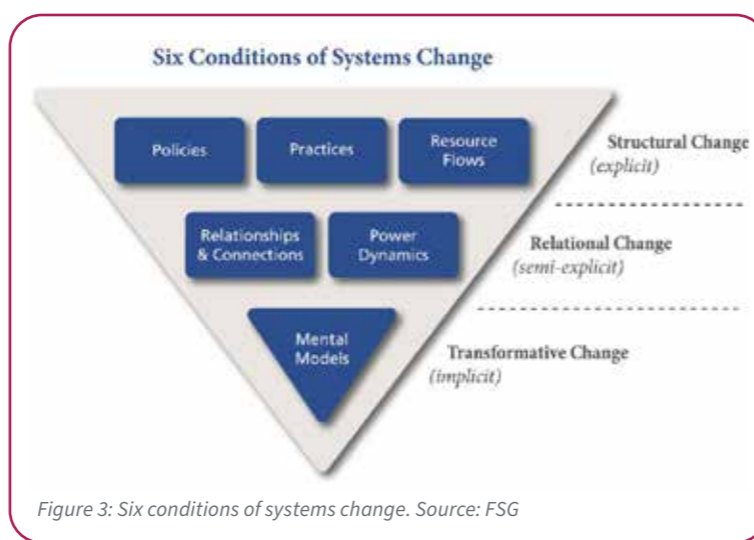 Six Conditions of Systems Change
Policies
Practices
Resource
Flows
Structural Change
(explicit)
Relationships
& Connections
Power
Dynamics
Relational Change
(semi-explicit)
Mental
Models
Transformative Change
(implicit)
Figure 3: Six conditions of systems change. Source: FSG